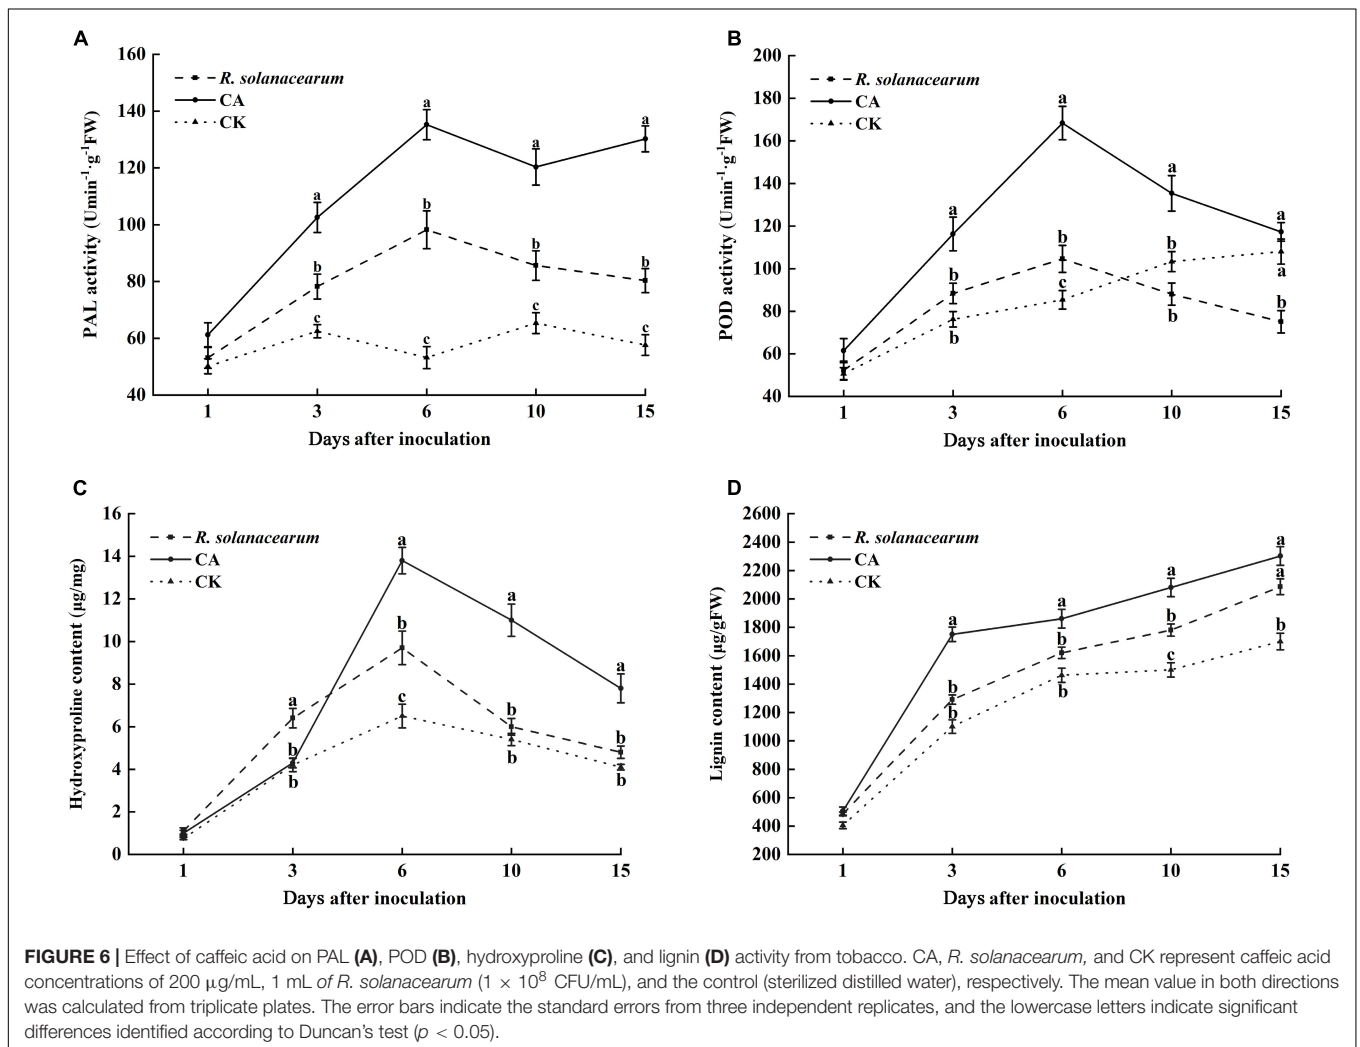 A
160
140
120
100
80
60
40
PAL activity (Umin⁻¹·g⁻¹FW)
R. solanacearum
CA
CK
a
a
a
a
b
b
b
b
c
c
c
c
1 3 6 10 15
Days after inoculation
B
200
180
160
140
120
100
80
60
40
POD activity (Umin⁻¹·g⁻¹FW)
R. solanacearum
CA
CK
a
a
a
a
b
b
b
a
c
b
b
b
1 3 6 10 15
Days after inoculation
C
16
14
12
10
8
6
4
2
0
Hydroxyproline content (μg/mg)
R. solanacearum
CA
CK
a
a
a
b
a
c
b
b
b
b
b
b
1 3 6 10 15
Days after inoculation
D
2600
2400
2200
2000
1800
1600
1400
1200
1000
800
600
400
200
Lignin content (μg/gFW)
R. solanacearum
CA
CK
a
a
a
a
a
b
b
b
b
c
b
b
1 3 6 10 15
Days after inoculation
FIGURE 6 | Effect of caffeic acid on PAL (A), POD (B), hydroxyproline (C), and lignin (D) activity from tobacco. CA, R. solanacearum, and CK represent caffeic acid
concentrations of 200 μg/mL, 1 mL of R. solanacearum (1 × 10⁸ CFU/mL), and the control (sterilized distilled water), respectively. The mean value in both directions
was calculated from triplicate plates. The error bars indicate the standard errors from three independent replicates, and the lowercase letters indicate significant
differences identified according to Duncan's test (p < 0.05).